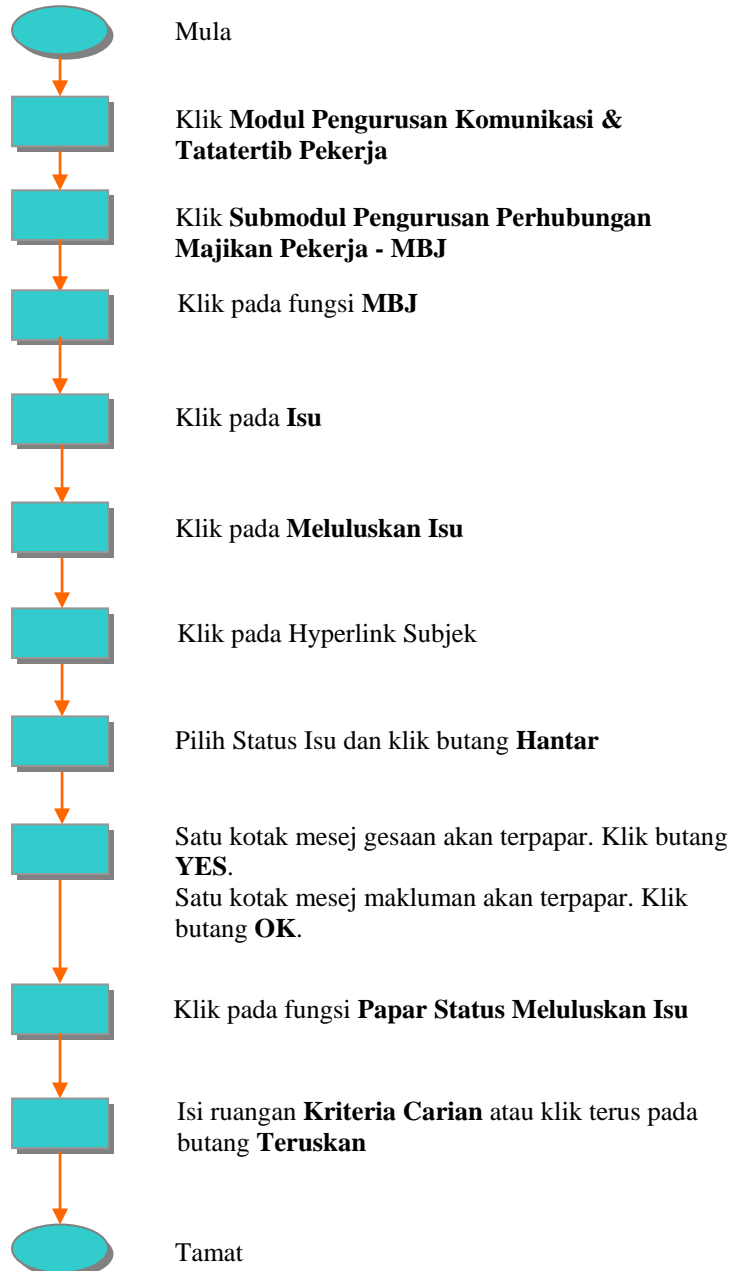 Mula
Klik Modul Pengurusan Komunikasi &
Tatatertib Pekerja
Klik Submodul Pengurusan Perhubungan
Majikan Pekerja - MBJ
Klik pada fungsi MBJ
Klik pada Isu
Klik pada Meluluskan Isu
Klik pada Hyperlink Subjek
Pilih Status Isu dan klik butang Hantar
Satu kotak mesej gesaan akan terpapar. Klik butang
YES.
Satu kotak mesej makluman akan terpapar. Klik
butang OK.
Klik pada fungsi Papar Status Meluluskan Isu
Isi ruangan Kriteria Carian atau klik terus pada
butang Teruskan
Tamat